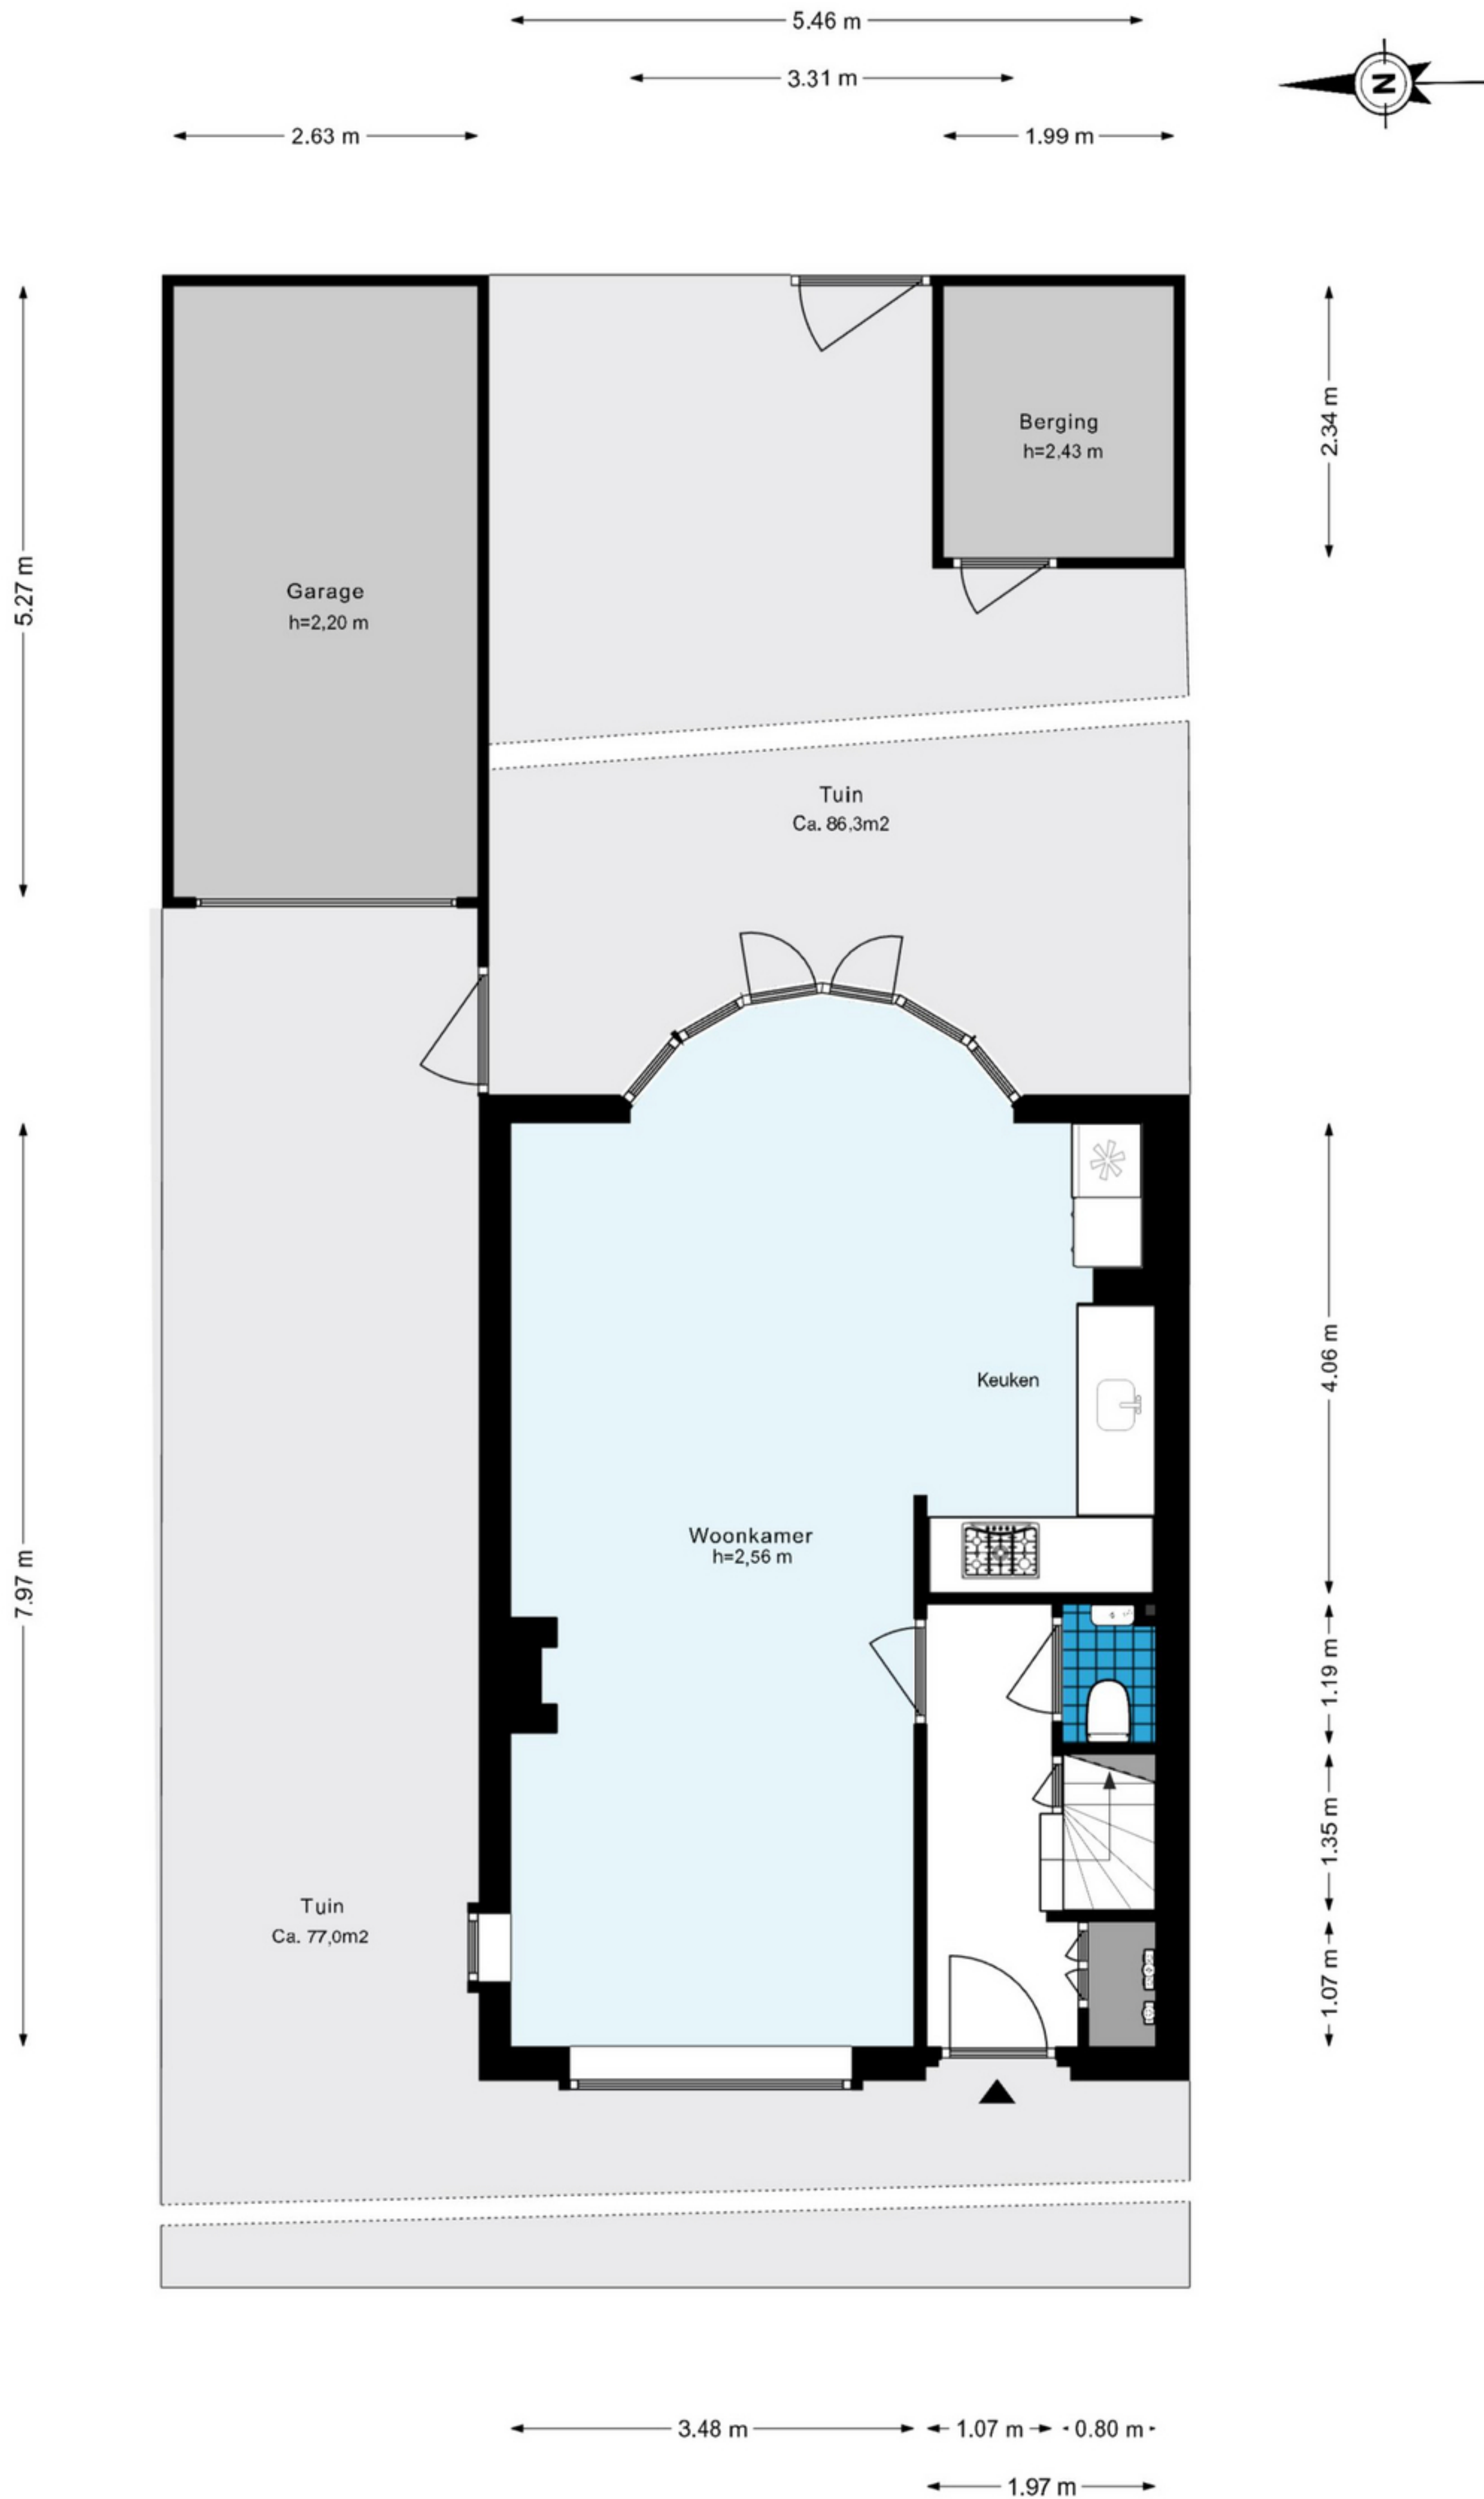 5.46 m
3.31 m
N
2.63 m
1.99 m
Berging
h=2,43 m
2.34 m
Garage
h=2,20 m
5.27 m
Tuin
Ca. 86,3m2
4.06 m
Keuken
Woonkamer
h=2,56 m
7.97 m
1.19 m
1.35 m
Tuin
Ca. 77,0m2
1.07 m
3.48 m
1.07 m
0.80 m
1.97 m